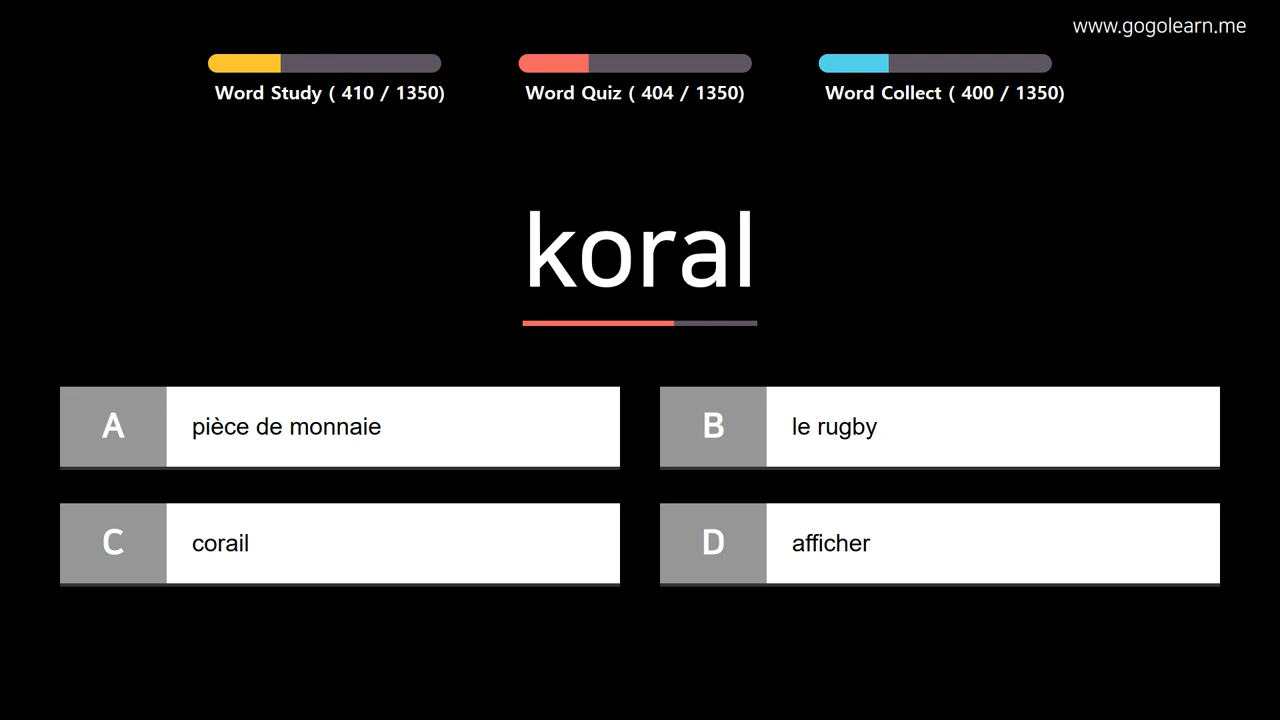 www.gogolearn.me
Word Study ( 410 / 1350)
Word Quiz ( 404 / 1350)
Word Collect ( 400 / 1350)
koral
A pièce de monnaie
B le rugby
C corail
D afficher